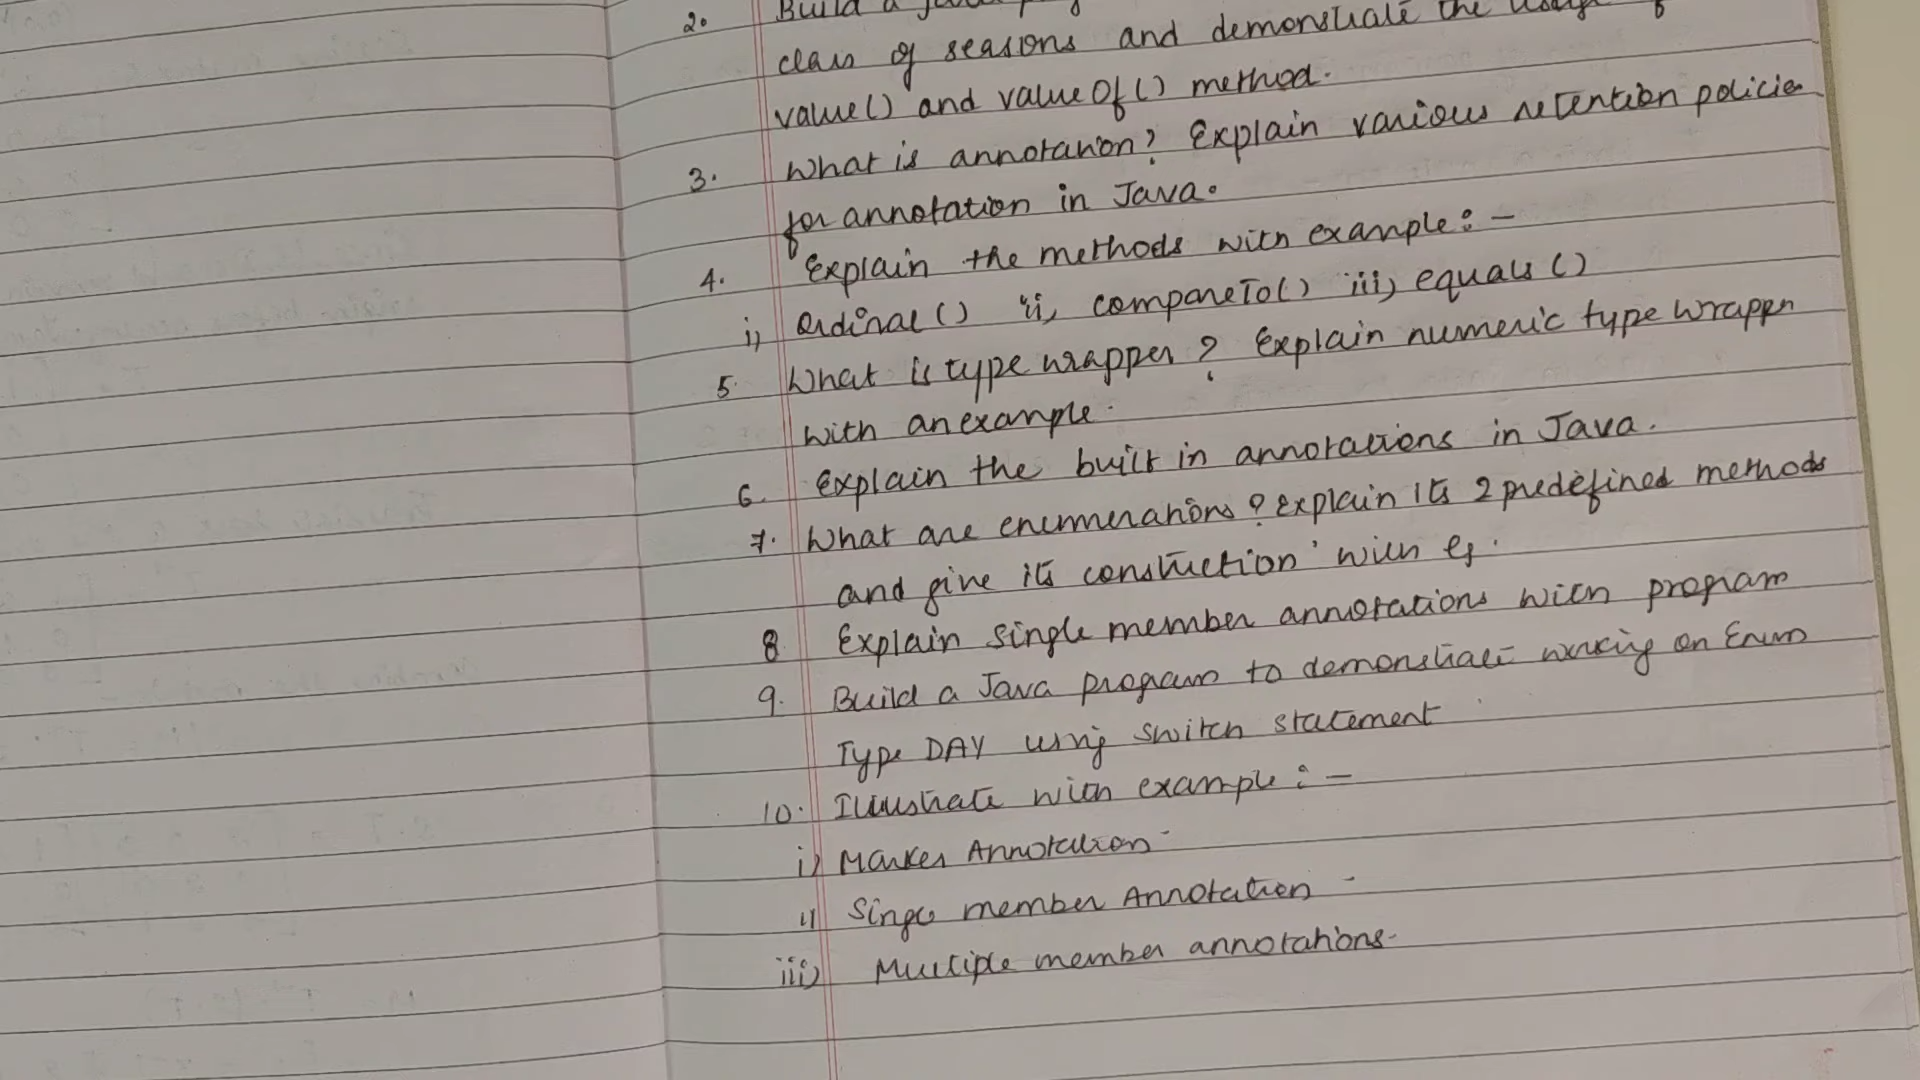 2. Build a Java
class of seasons and demonstrate the usage of
value() and valueOf() method.
3. What is annotation? Explain various retention policie
for annotation in Java.
4. Explain the methods with example:-
i) Ordinal() ii, compareTo() iii, equals()
5. What is type wrapper? Explain numeric type wrapper
with an example.
6. Explain the built in annotations in Java.
7. What are enumerations? Explain its 2 predefined methods
and give its construction with eg.
8 Explain single member annotations with program
9. Build a Java program to demonstrate working on Enum
Type DAY using switch statement
10. Illustrate with example:-
i) Marker Annotation
ii Single member Annotation
iii) Multiple member annotations.